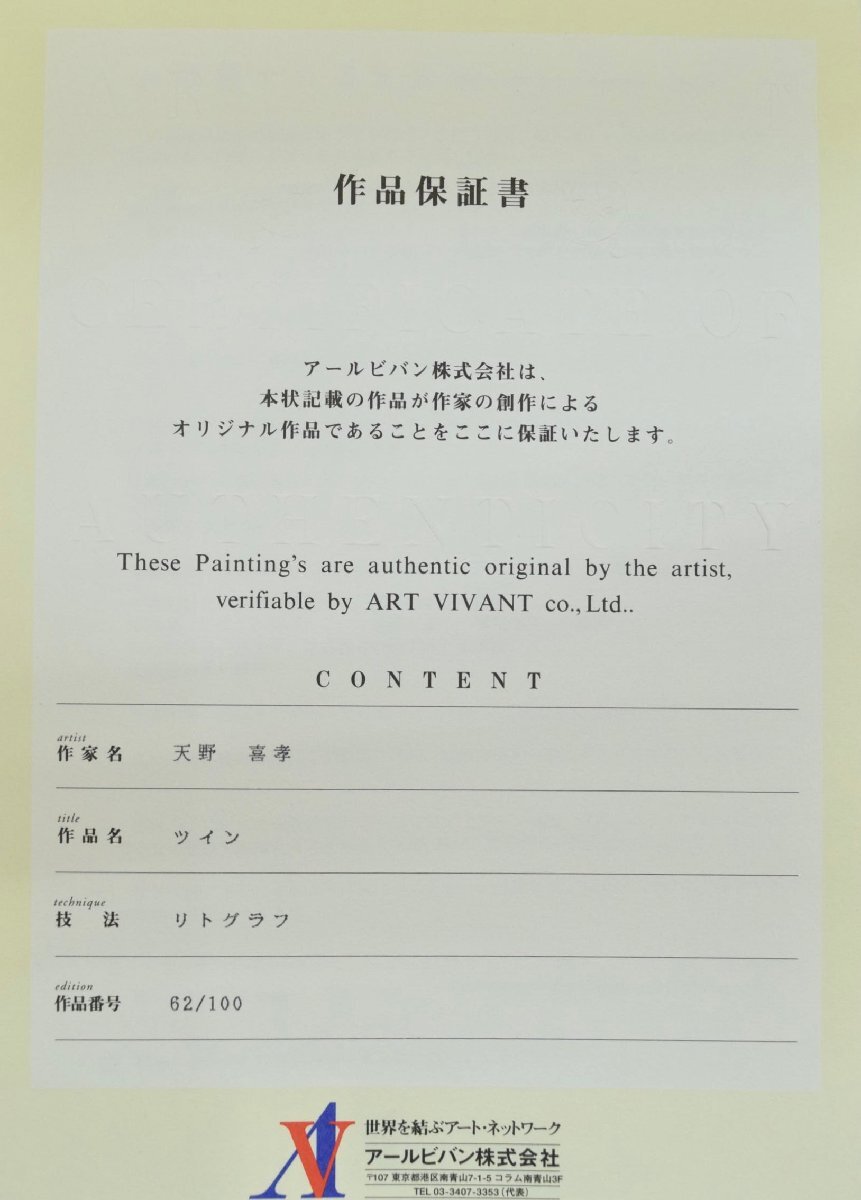 作品保証書
アールビバン株式会社は、
本状記載の作品が作家の創作による
オリジナル作品であることをここに保証いたします。
AUTHENTICITY
These Painting's are authentic original by the artist,
verifiable by ART VIVANT co.,Ltd..
CONTENT
artist
作家名 天野 喜孝
title
作品名 ツイン
technique
技 法 リトグラフ
edition
作品番号 62/100
AV
世界を結ぶアート・ネットワーク
アールビバン株式会社
〒107 東京都港区南青山7-1-5 コラム南青山3F
TEL 03-3407-3353(代表)